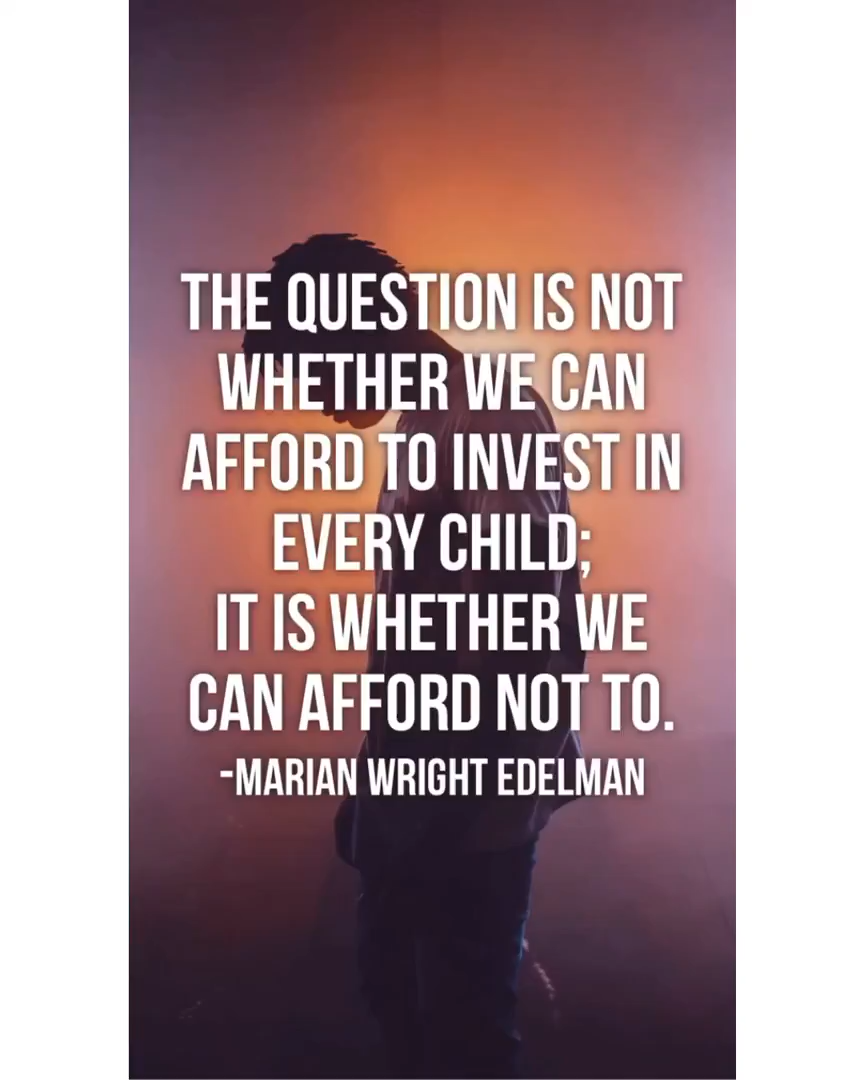 THE QUESTION IS NOT
WHETHER WE CAN
AFFORD TO INVEST IN
EVERY CHILD;
IT IS WHETHER WE
CAN AFFORD NOT TO.
-MARIAN WRIGHT EDELMAN